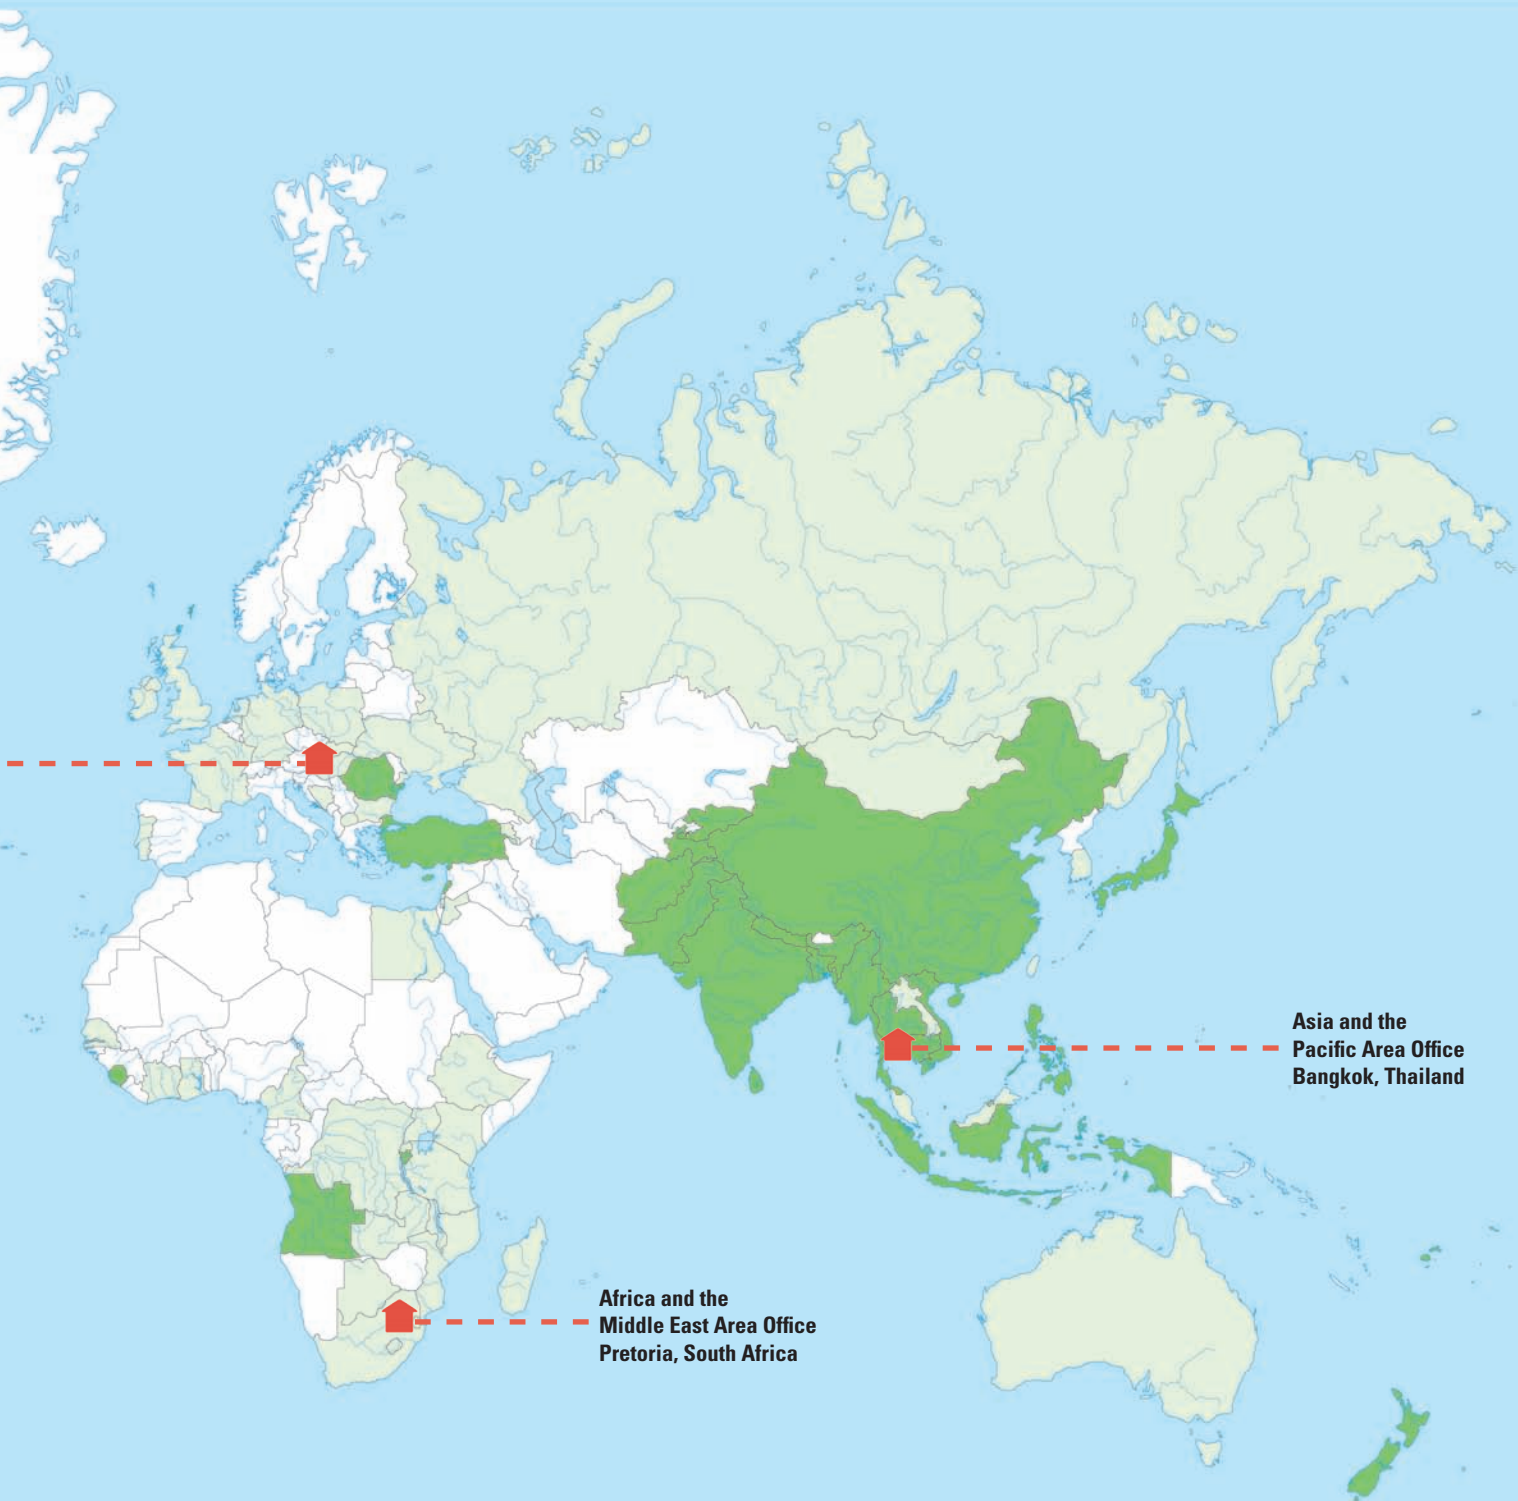 Asia and the
Pacific Area Office
Bangkok, Thailand
Africa and the
Middle East Area Office
Pretoria, South Africa